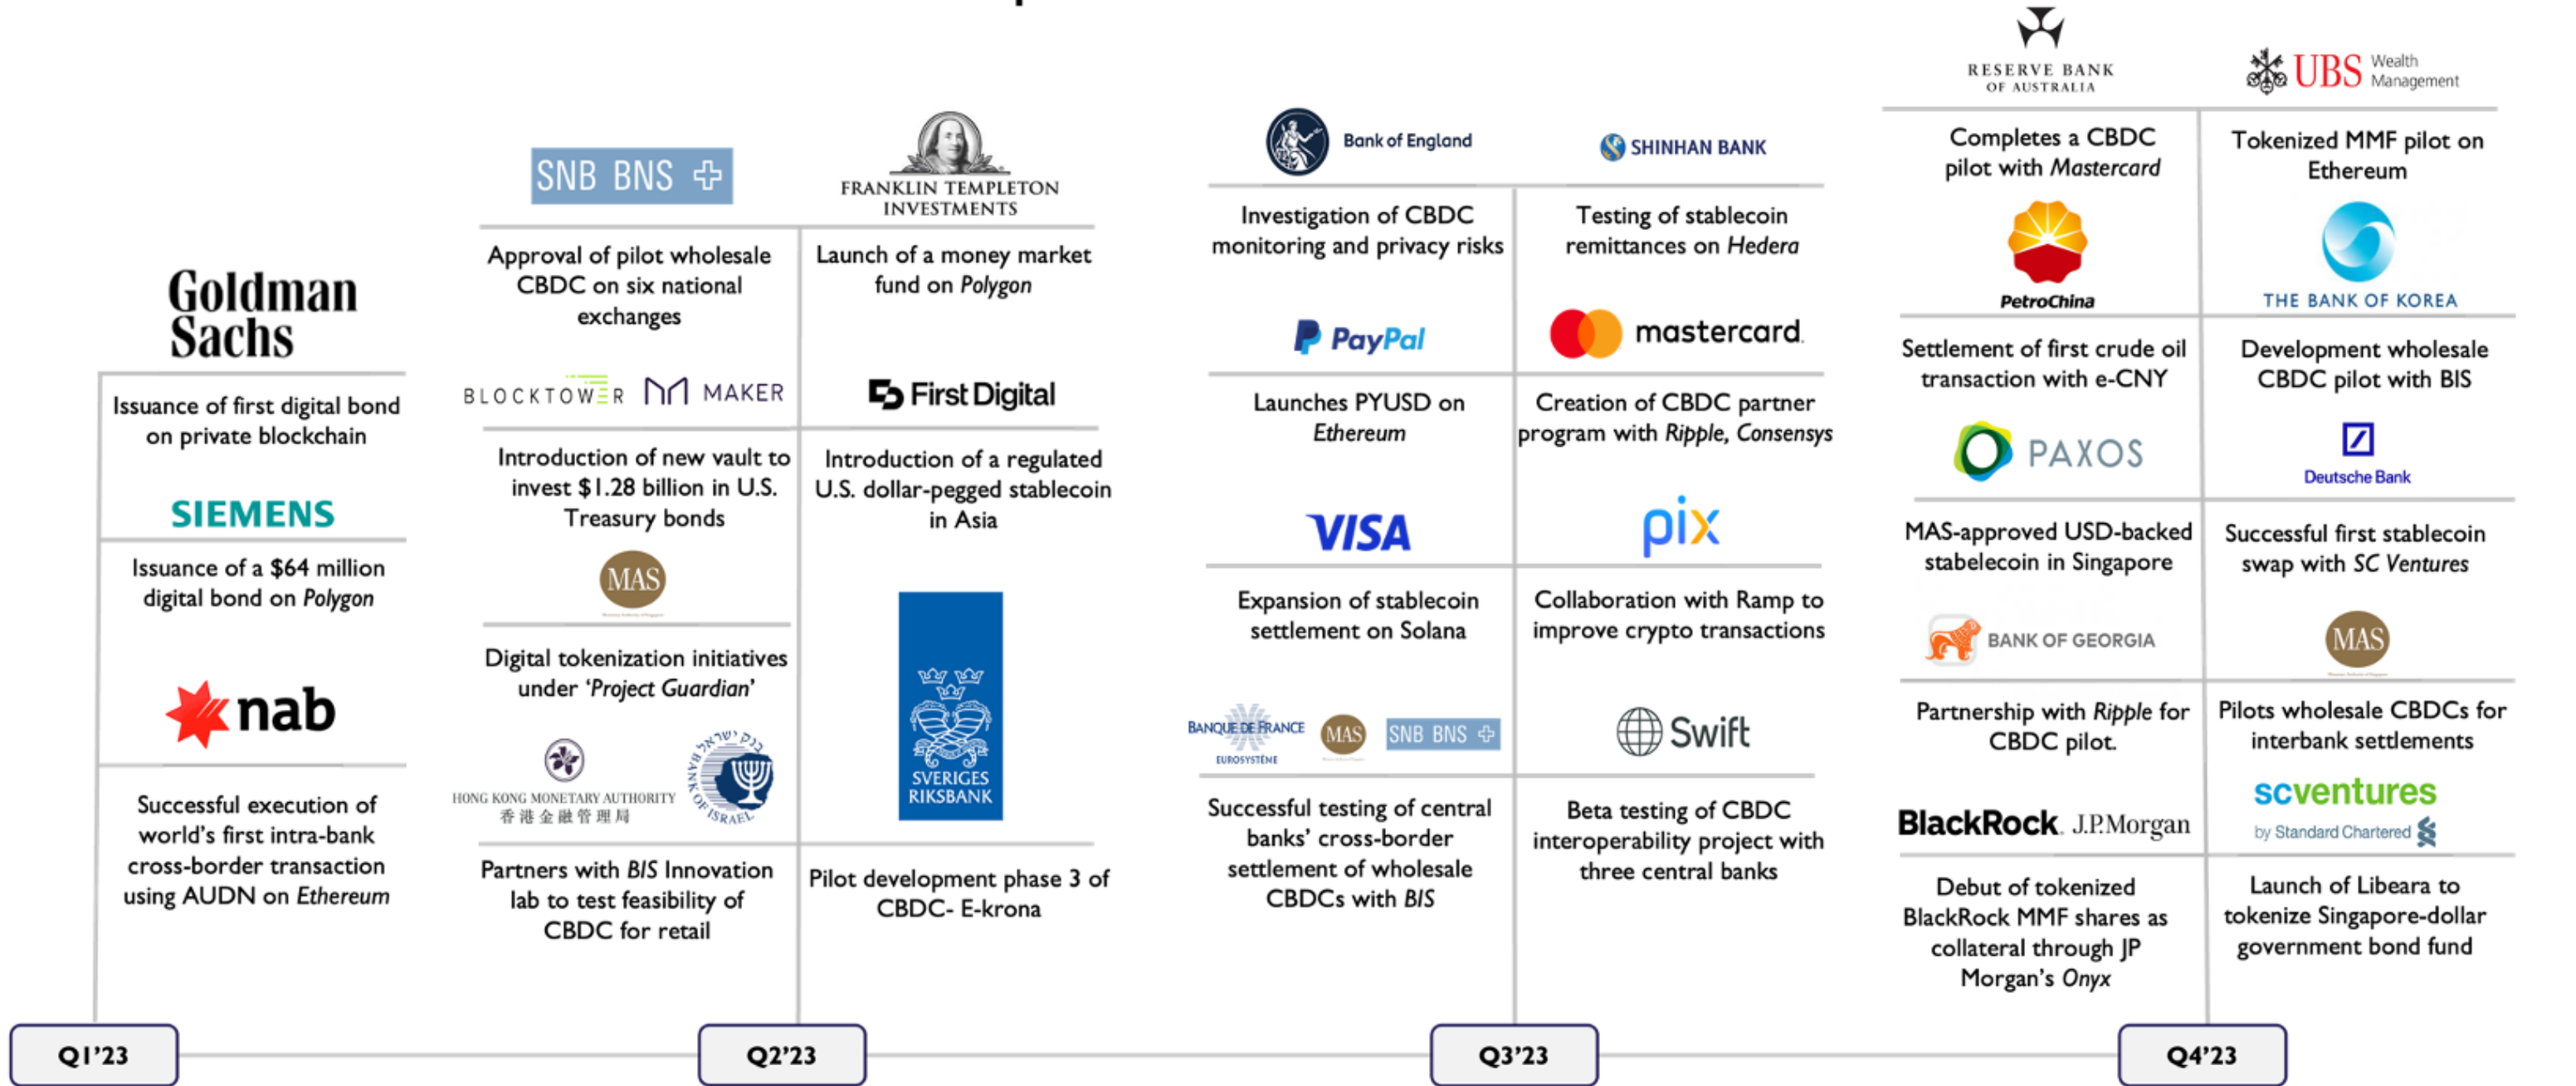 Goldman
Sachs
Issuance of first digital bond
on private blockchain
SIEMENS
Issuance of a $64 million
digital bond on Polygon
nab
Successful execution of
world's first intra-bank
cross-border transaction
using AUDN on Ethereum
SNB BNS
Approval of pilot wholesale
CBDC on six national
exchanges
BLOCKTOWER MAKER
Introduction of new vault to
invest $1.28 billion in U.S.
Treasury bonds
MAS
Digital tokenization initiatives
under 'Project Guardian'
HONG KONG MONETARY AUTHORITY
香港金融管理局
בנק ישראל
BANK OF ISRAEL
Partners with BIS Innovation
lab to test feasibility of
CBDC for retail
FRANKLIN TEMPLETON
INVESTMENTS
Launch of a money market
fund on Polygon
First Digital
Introduction of a regulated
U.S. dollar-pegged stablecoin
in Asia
SVERIGES
RIKSBANK
Pilot development phase 3 of
CBDC- E-krona
Bank of England
Investigation of CBDC
monitoring and privacy risks
PayPal
Launches PYUSD on
Ethereum
VISA
Expansion of stablecoin
settlement on Solana
BANQUE DE FRANCE
EUROSYSTÈME
MAS
SNB BNS
Successful testing of central
banks' cross-border
settlement of wholesale
CBDCs with BIS
SHINHAN BANK
Testing of stablecoin
remittances on Hedera
mastercard.
Creation of CBDC partner
program with Ripple, Consensys
pix
Collaboration with Ramp to
improve crypto transactions
Swift
Beta testing of CBDC
interoperability project with
three central banks
RESERVE BANK
OF AUSTRALIA
Completes a CBDC
pilot with Mastercard
PetroChina
Settlement of first crude oil
transaction with e-CNY
PAXOS
MAS-approved USD-backed
stabelecoin in Singapore
BANK OF GEORGIA
Partnership with Ripple for
CBDC pilot.
BlackRock. J.P.Morgan
Debut of tokenized
BlackRock MMF shares as
collateral through JP
Morgan's Onyx
UBS Wealth
Management
Tokenized MMF pilot on
Ethereum
THE BANK OF KOREA
Development wholesale
CBDC pilot with BIS
Deutsche Bank
Successful first stablecoin
swap with SC Ventures
MAS
Pilots wholesale CBDCs for
interbank settlements
scventures
by Standard Chartered
Launch of Libeara to
tokenize Singapore-dollar
government bond fund
Q1'23
Q2'23
Q3'23
Q4'23